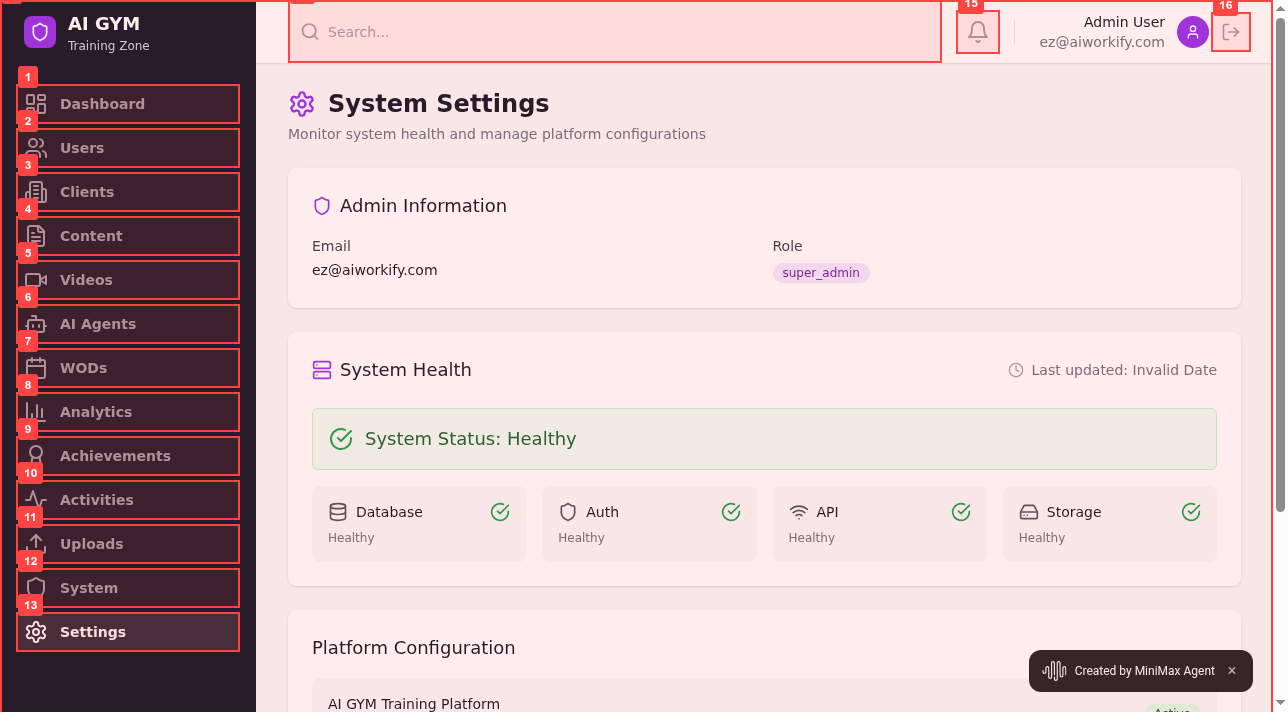 AI GYM
Training Zone
1
Dashboard
2
Users
3
Clients
4
Content
5
Videos
6
AI Agents
7
WODs
8
Analytics
9
Achievements
10
Activities
11
Uploads
12
System
13
Settings
Search...
15
Admin User
ez@aiworkify.com
16
System Settings
Monitor system health and manage platform configurations
Admin Information
Email
ez@aiworkify.com
Role
super_admin
System Health
Last updated: Invalid Date
System Status: Healthy
Database
Healthy
Auth
Healthy
API
Healthy
Storage
Healthy
Platform Configuration
AI GYM Training Platform
Active
Created by MiniMax Agent ×